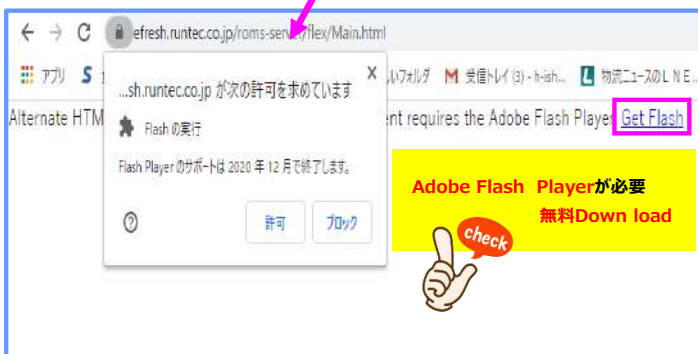 efresh.runtec.co.jp/roms-server/flex/Main.html
アプリ S
いフォルダ M 受信トレイ (3) - h-ish... L 物流ニュースのLINE...
...sh.runtec.co.jp が次の許可を求めています X
Alternate HTM
ent requires the Adobe Flash Player. Get Flash
Flash の実行
Flash Player のサポートは 2020 年 12 月で終了します。
許可 ブロック
Adobe Flash Playerが必要
無料Down load
check